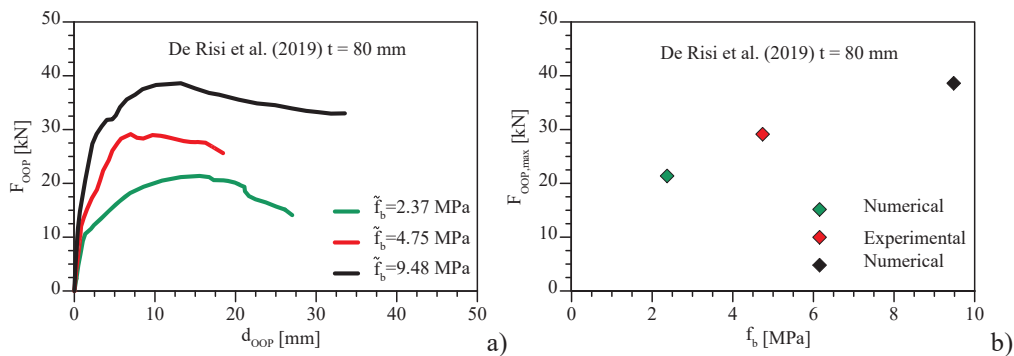 De Risi et al. (2019) t = 80 mm
F_OOP [kN]
50
40
30
20
10
0
f̃_b=2.37 MPa
f̃_b=4.75 MPa
f̃_b=9.48 MPa
0 10 20 30 40 50
d_OOP [mm]
a)
De Risi et al. (2019) t = 80 mm
F_OOP,max [kN]
50
40
30
20
10
0
Numerical
Experimental
Numerical
0 2 4 6 8 10
f_b [MPa]
b)